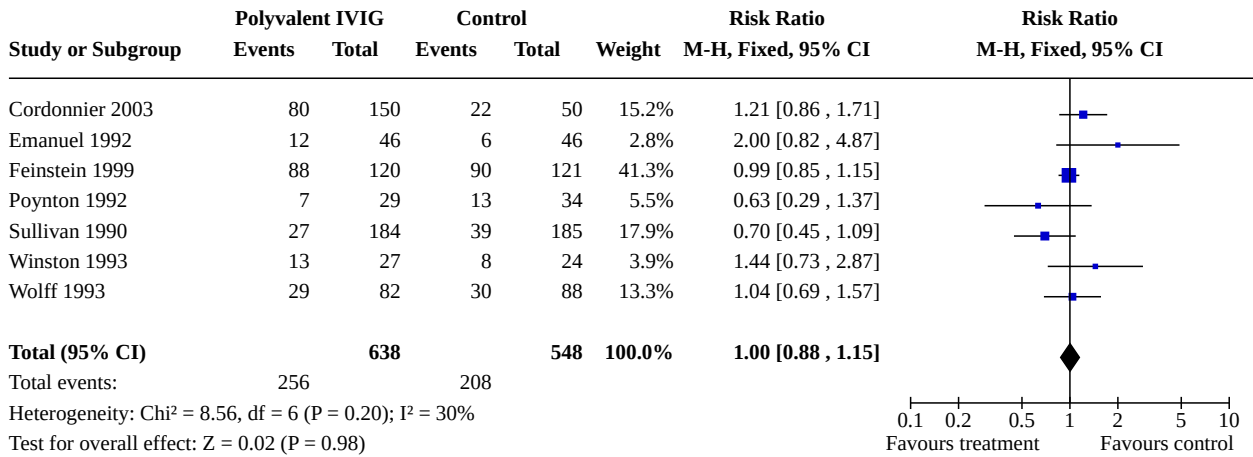 Polyvalent IVIG Control Risk Ratio Risk Ratio
Study or Subgroup Events Total Events Total Weight M-H, Fixed, 95% CI M-H, Fixed, 95% CI
Cordonnier 2003 80 150 22 50 15.2% 1.21 [0.86 , 1.71]
Emanuel 1992 12 46 6 46 2.8% 2.00 [0.82 , 4.87]
Feinstein 1999 88 120 90 121 41.3% 0.99 [0.85 , 1.15]
Poynton 1992 7 29 13 34 5.5% 0.63 [0.29 , 1.37]
Sullivan 1990 27 184 39 185 17.9% 0.70 [0.45 , 1.09]
Winston 1993 13 27 8 24 3.9% 1.44 [0.73 , 2.87]
Wolff 1993 29 82 30 88 13.3% 1.04 [0.69 , 1.57]
Total (95% CI) 638 548 100.0% 1.00 [0.88 , 1.15]
Total events: 256 208
Heterogeneity: Chi² = 8.56, df = 6 (P = 0.20); I² = 30%
0.1 0.2 0.5 1 2 5 10
Test for overall effect: Z = 0.02 (P = 0.98) Favours treatment Favours control